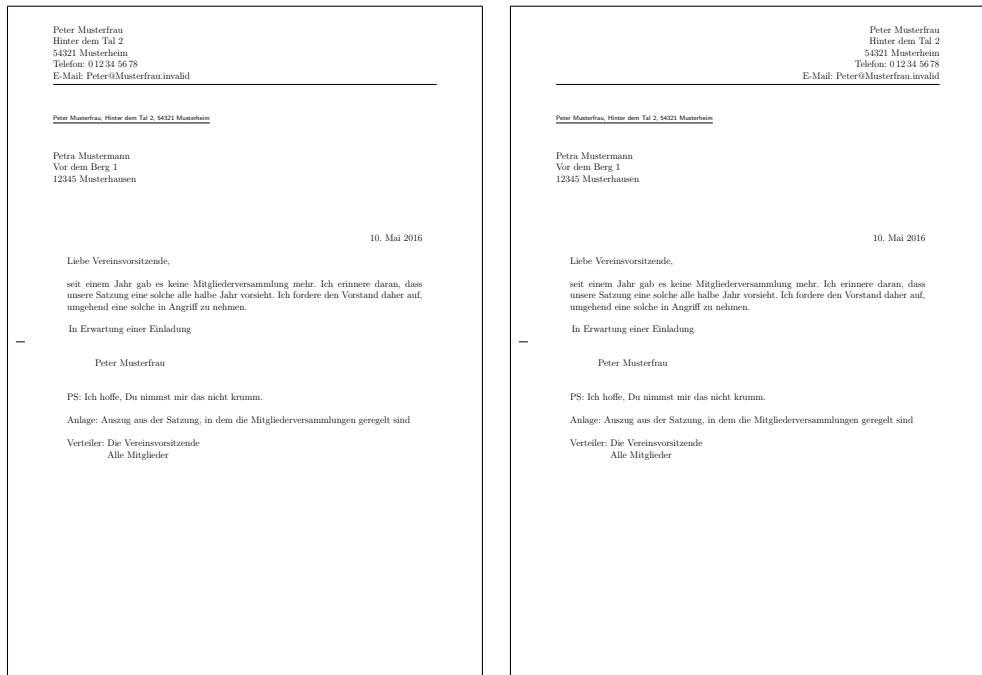 Peter Musterfrau
Hinter dem Tal 2
54321 Musterheim
Telefon: 0 12 34 56 78
E-Mail: Peter@Musterfrau.invalid
Peter Musterfrau, Hinter dem Tal 2, 54321 Musterheim
Petra Mustermann
Vor dem Berg 1
12345 Musterhausen
10. Mai 2016
Liebe Vereinsvorsitzende,
seit einem Jahr gab es keine Mitgliederversammlung mehr. Ich erinnere daran, dass
unsere Satzung eine solche alle halbe Jahr vorsieht. Ich fordere den Vorstand daher auf,
umgehend eine solche in Angriff zu nehmen.
In Erwartung einer Einladung
Peter Musterfrau
PS: Ich hoffe, Du nimmst mir das nicht krumm.
Anlage: Auszug aus der Satzung, in dem die Mitgliederversammlungen geregelt sind
Verteiler: Die Vereinsvorsitzende
Alle Mitglieder
Peter Musterfrau
Hinter dem Tal 2
54321 Musterheim
Telefon: 0 12 34 56 78
E-Mail: Peter@Musterfrau.invalid
Peter Musterfrau, Hinter dem Tal 2, 54321 Musterheim
Petra Mustermann
Vor dem Berg 1
12345 Musterhausen
10. Mai 2016
Liebe Vereinsvorsitzende,
seit einem Jahr gab es keine Mitgliederversammlung mehr. Ich erinnere daran, dass
unsere Satzung eine solche alle halbe Jahr vorsieht. Ich fordere den Vorstand daher auf,
umgehend eine solche in Angriff zu nehmen.
In Erwartung einer Einladung
Peter Musterfrau
PS: Ich hoffe, Du nimmst mir das nicht krumm.
Anlage: Auszug aus der Satzung, in dem die Mitgliederversammlungen geregelt sind
Verteiler: Die Vereinsvorsitzende
Alle Mitglieder